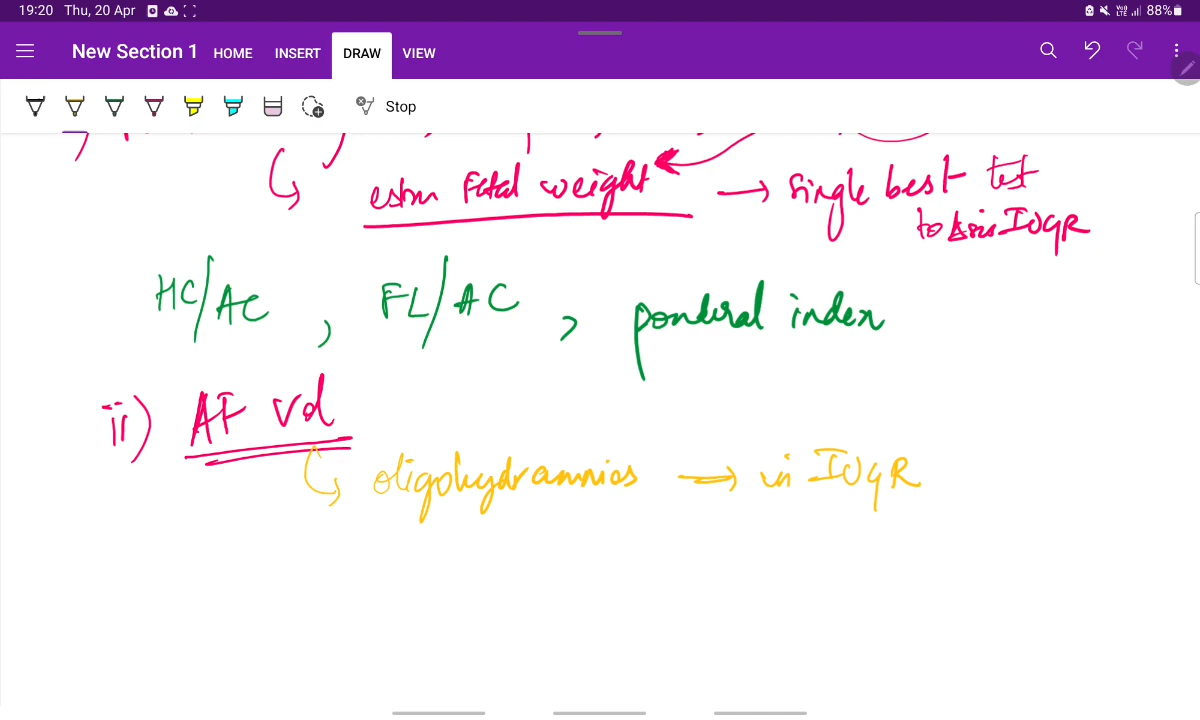 19:20 Thu, 20 Apr 88%
New Section 1 HOME INSERT DRAW VIEW
Stop
estm Fetal weight → Single best test
to IUGR
HC/AC, FL/AC, ponderal index
ii) AF vol
oligohydramnios → in IUGR